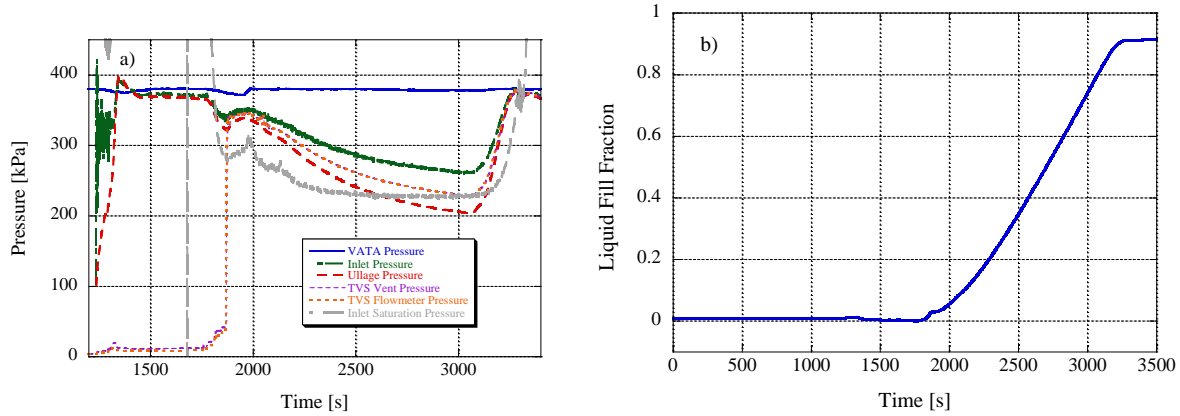 a)
400
300
200
100
0
Pressure [kPa]
VATA Pressure
Inlet Pressure
Ullage Pressure
TVS Vent Pressure
TVS Flowmeter Pressure
Inlet Saturation Pressure
1500 2000 2500 3000
Time [s]
b)
1
0.8
0.6
0.4
0.2
0
Liquid Fill Fraction
0 500 1000 1500 2000 2500 3000 3500
Time [s]